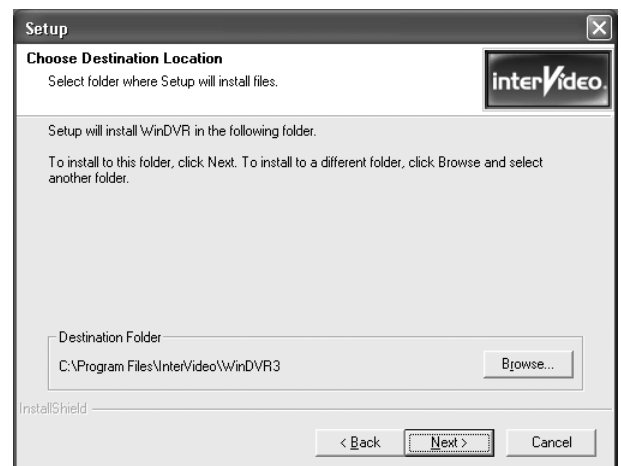 Setup
Choose Destination Location
Select folder where Setup will install files.
interVideo.
Setup will install WinDVR in the following folder.
To install to this folder, click Next. To install to a different folder, click Browse and select
another folder.
Destination Folder
C:\Program Files\InterVideo\WinDVR3
Browse...
InstallShield
< Back
Next >
Cancel